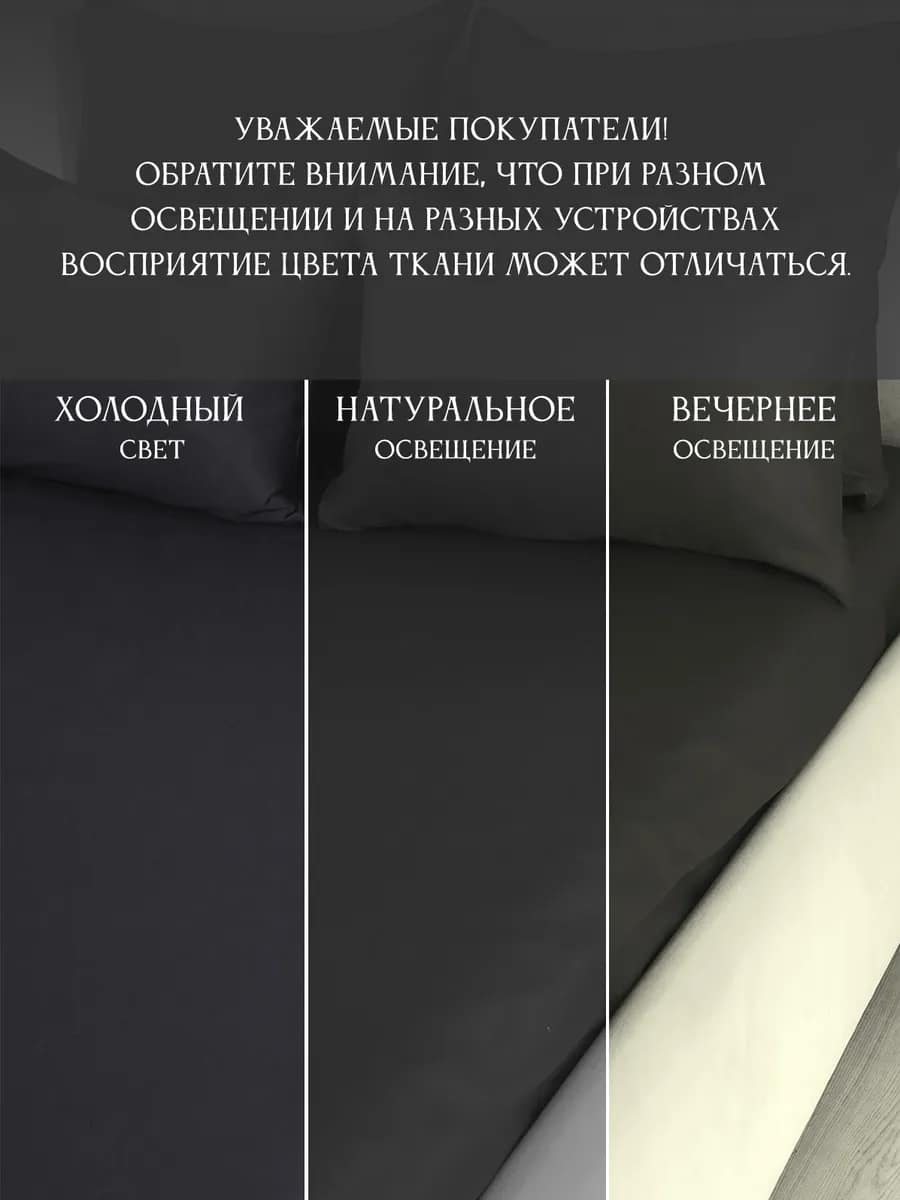 УВАЖАЕМЫЕ ПОКУПАТЕЛИ!
ОБРАТИТЕ ВНИМАНИЕ, ЧТО ПРИ РАЗНОМ
ОСВЕЩЕНИИ И НА РАЗНЫХ УСТРОЙСТВАХ
ВОСПРИЯТИЕ ЦВЕТА ТКАНИ МОЖЕТ ОТЛИЧАТЬСЯ.
ХОЛОДНЫЙ
СВЕТ
НАТУРАЛЬНОЕ
ОСВЕЩЕНИЕ
ВЕЧЕРНЕЕ
ОСВЕЩЕНИЕ